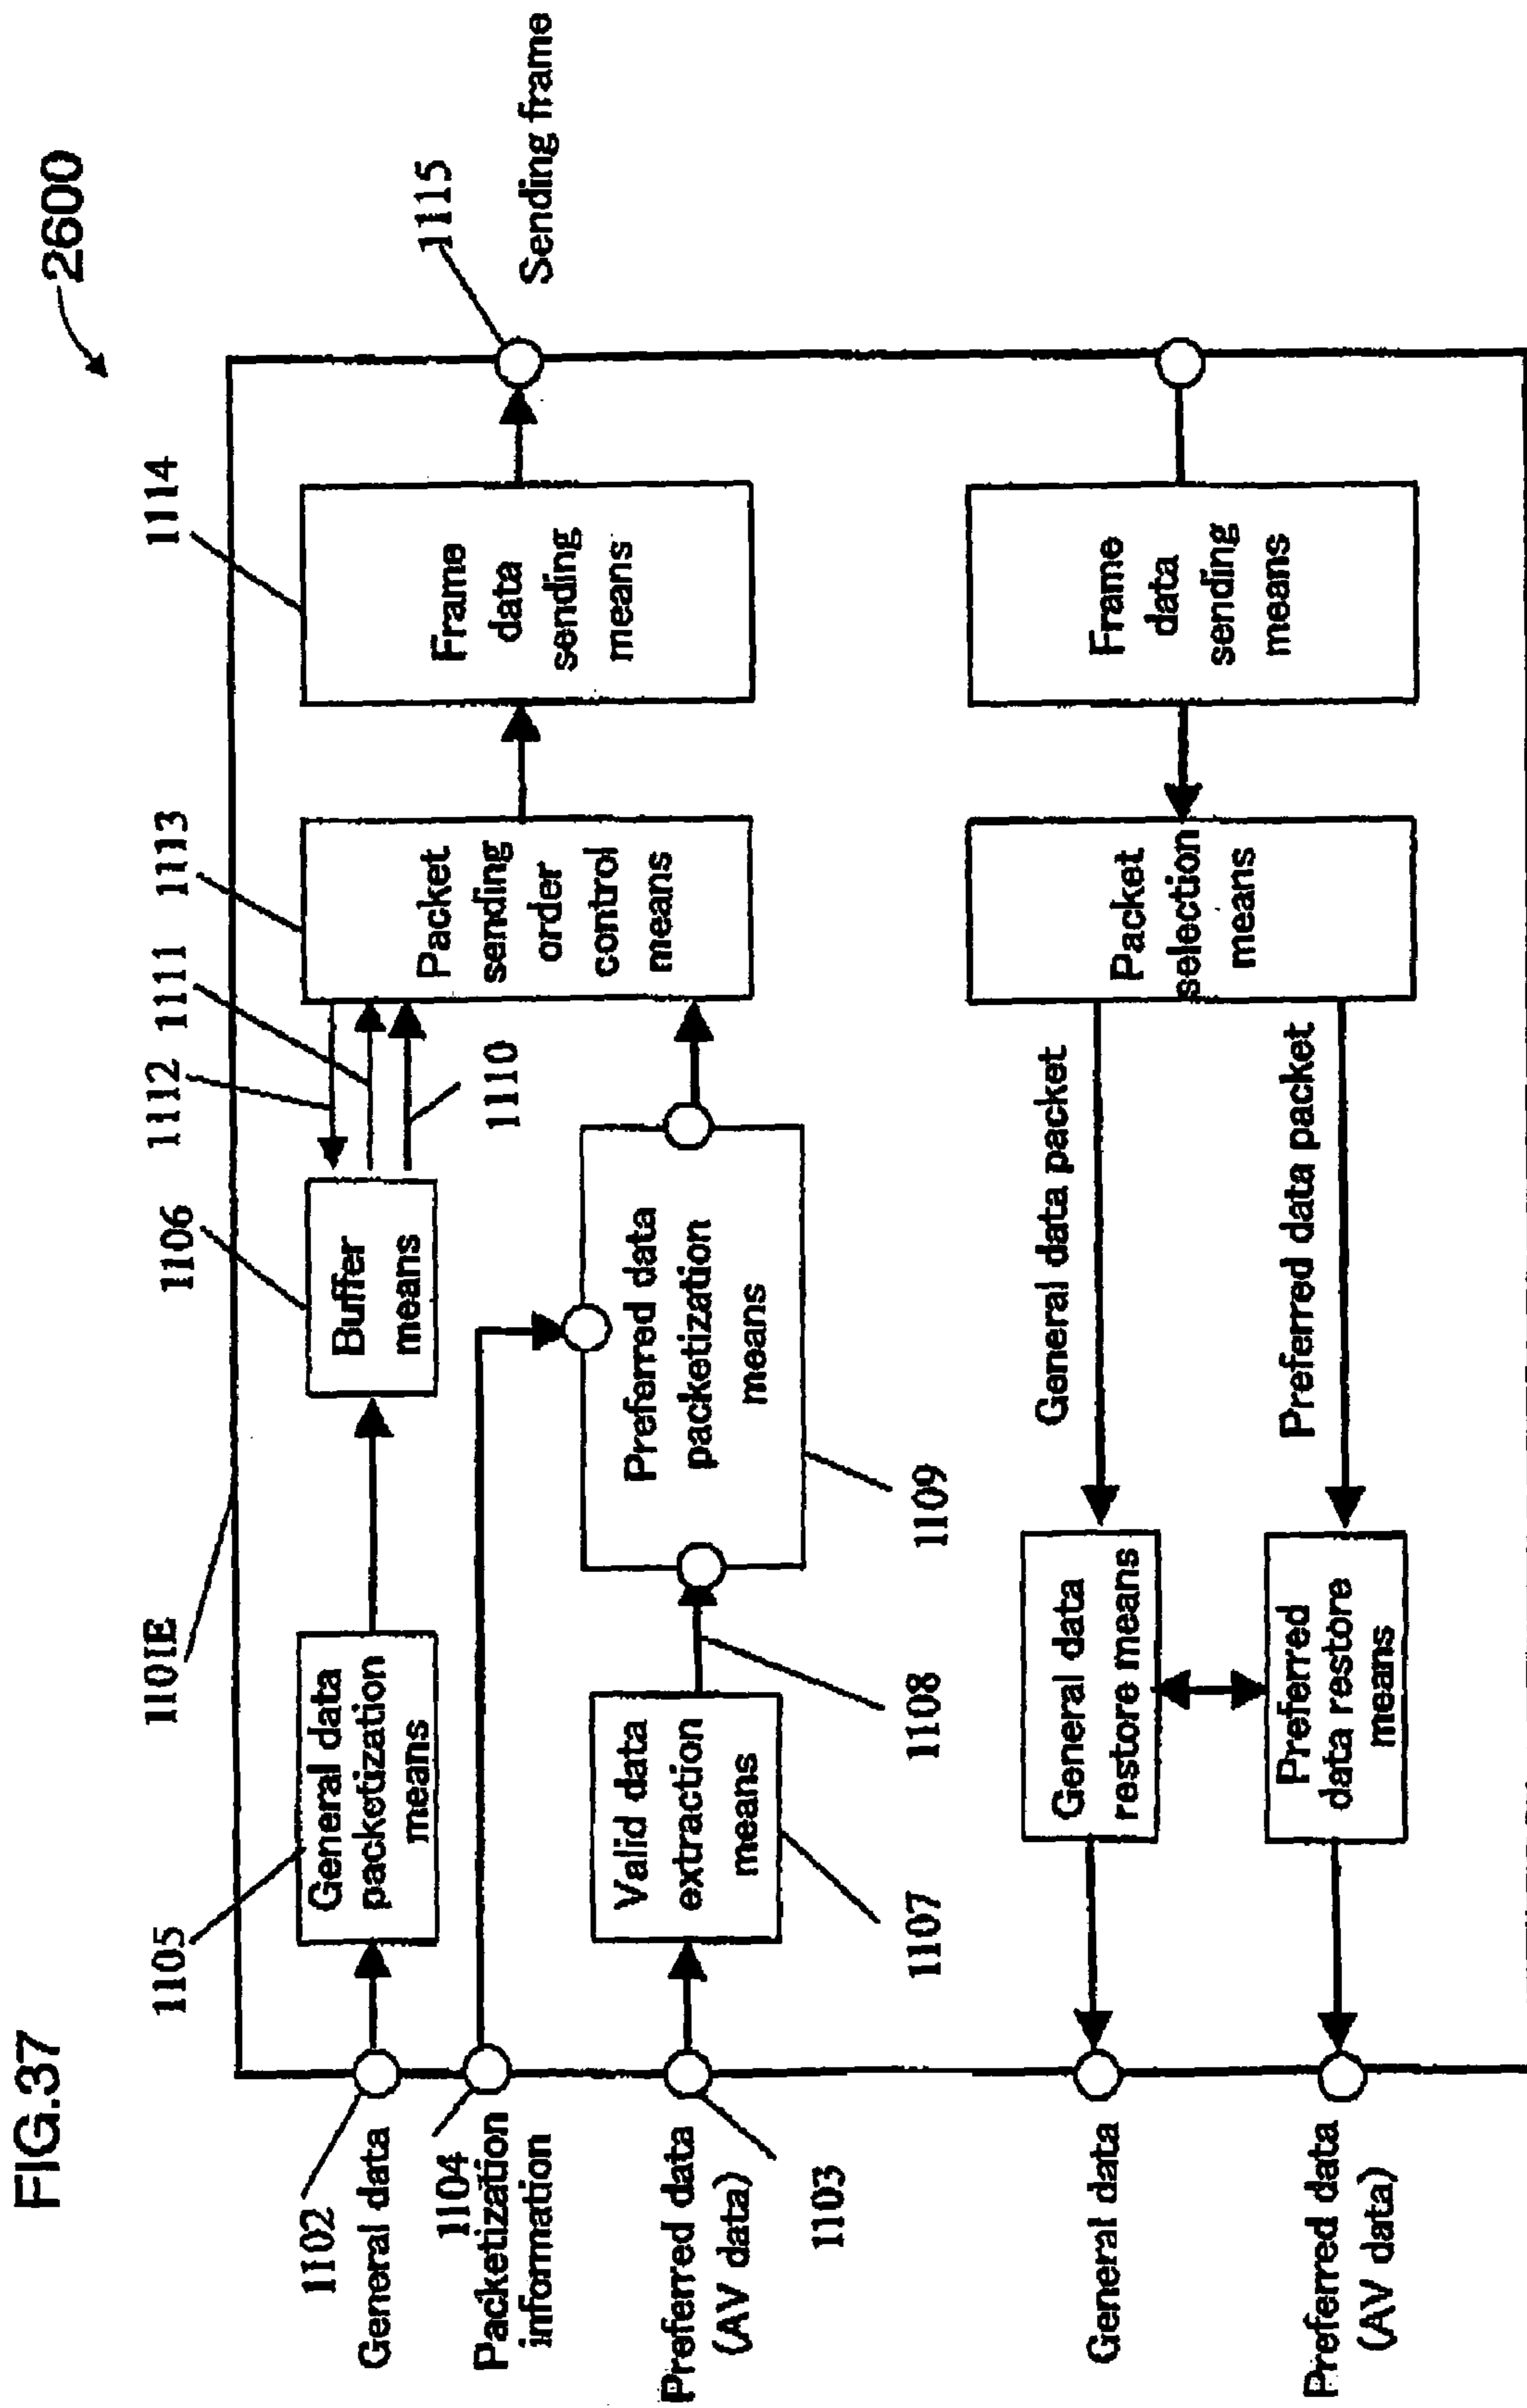 FIG.37
2600
1101E
1105
1106
1112
1111
1113
1114
1115
1102
General data
General data
packetization
means
Buffer
means
1110
Packet
sending
order
control
means
Frame
data
sending
means
Sending frame
1104
Packetization
information
Preferred data
(AV data)
1103
Valid data
extraction
means
1107
1108
Preferred data
packetization
means
1109
General data
General data
restore means
General data packet
Packet
selection
means
Frame
data
sending
means
Preferred data
(AV data)
Preferred
data restore
means
Preferred data packet